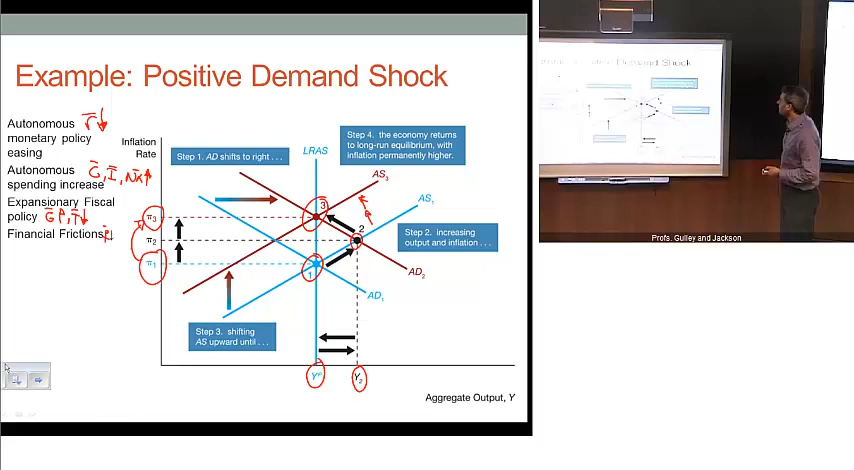 Example: Positive Demand Shock
Autonomous r̄↓
monetary policy
easing
Autonomous C̄, Ī, N̄X̄↑
spending increase
Expansionary Fiscal
policy Ḡ↑, T̄↓
Financial Frictions
Inflation
Rate
LRAS
Step 1. AD shifts to right . . .
Step 4. the economy returns
to long-run equilibrium, with
inflation permanently higher.
AS3
AS1
3
π3
2
π2
Step 2. increasing
output and inflation . . .
π1
1
AD2
AD1
Step 3. shifting
AS upward until . . .
YP
Y2
Aggregate Output, Y
Profs. Gulley and Jackson